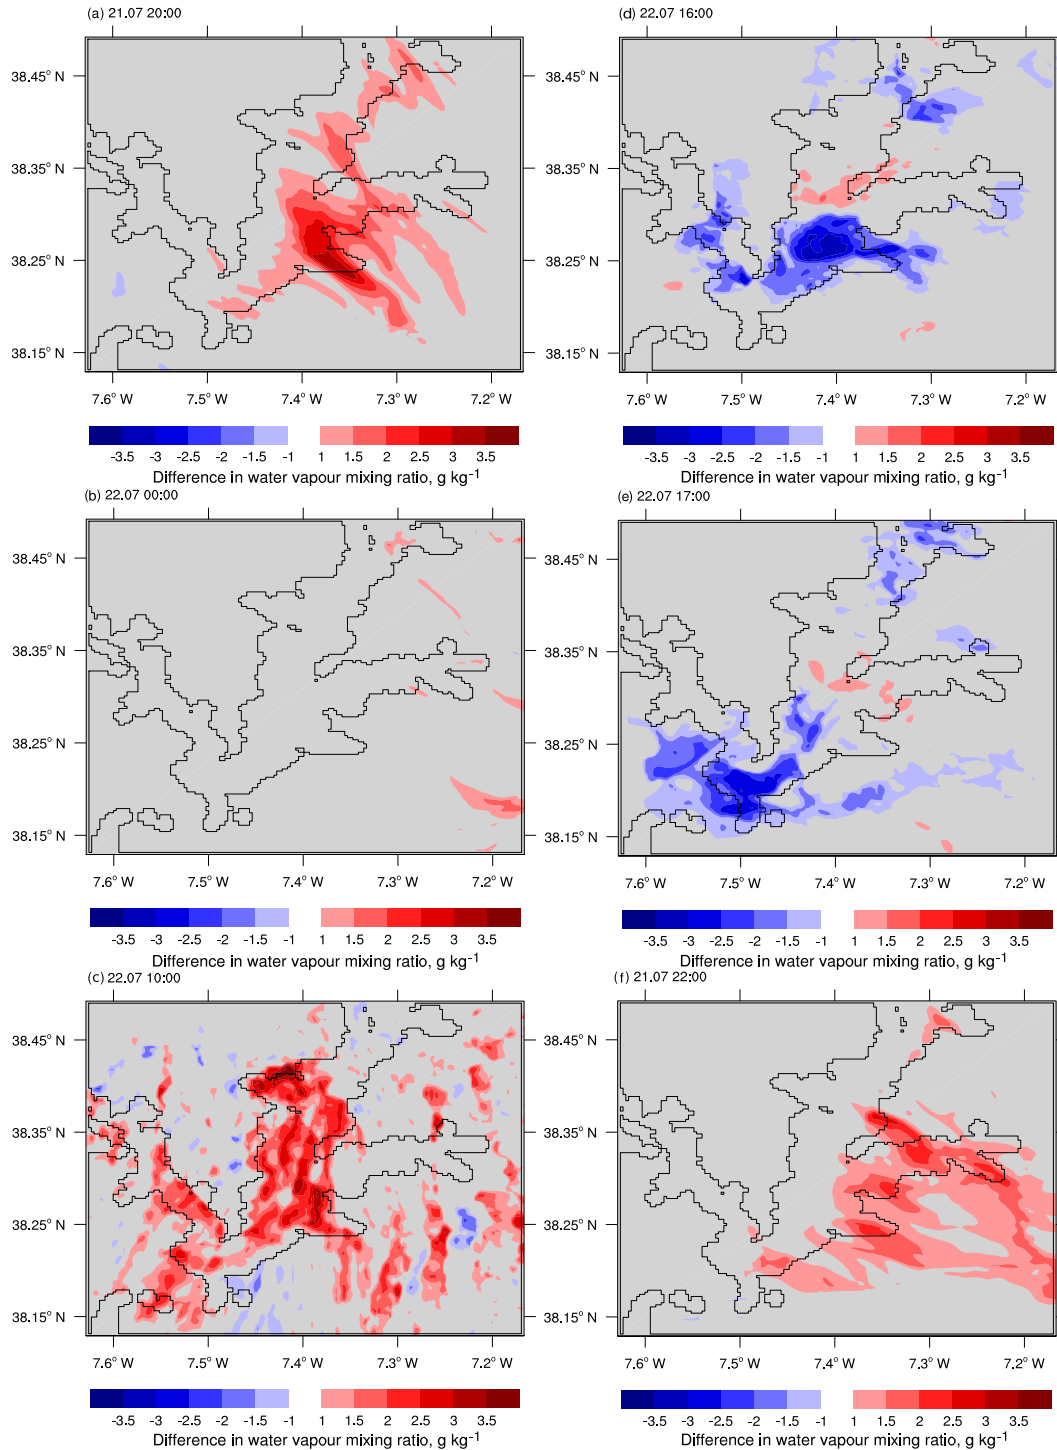 (a) 21.07 20:00
38.45° N
38.35° N
38.25° N
38.15° N
7.6° W 7.5° W 7.4° W 7.3° W 7.2° W
-3.5 -3 -2.5 -2 -1.5 -1 1 1.5 2 2.5 3 3.5
Difference in water vapour mixing ratio, g kg-1
(b) 22.07 00:00
38.45° N
38.35° N
38.25° N
38.15° N
7.6° W 7.5° W 7.4° W 7.3° W 7.2° W
-3.5 -3 -2.5 -2 -1.5 -1 1 1.5 2 2.5 3 3.5
Difference in water vapour mixing ratio, g kg-1
(c) 22.07 10:00
38.45° N
38.35° N
38.25° N
38.15° N
7.6° W 7.5° W 7.4° W 7.3° W 7.2° W
-3.5 -3 -2.5 -2 -1.5 -1 1 1.5 2 2.5 3 3.5
Difference in water vapour mixing ratio, g kg-1
(d) 22.07 16:00
38.45° N
38.35° N
38.25° N
38.15° N
7.6° W 7.5° W 7.4° W 7.3° W 7.2° W
-3.5 -3 -2.5 -2 -1.5 -1 1 1.5 2 2.5 3 3.5
Difference in water vapour mixing ratio, g kg-1
(e) 22.07 17:00
38.45° N
38.35° N
38.25° N
38.15° N
7.6° W 7.5° W 7.4° W 7.3° W 7.2° W
-3.5 -3 -2.5 -2 -1.5 -1 1 1.5 2 2.5 3 3.5
Difference in water vapour mixing ratio, g kg-1
(f) 21.07 22:00
38.45° N
38.35° N
38.25° N
38.15° N
7.6° W 7.5° W 7.4° W 7.3° W 7.2° W
-3.5 -3 -2.5 -2 -1.5 -1 1 1.5 2 2.5 3 3.5
Difference in water vapour mixing ratio, g kg-1